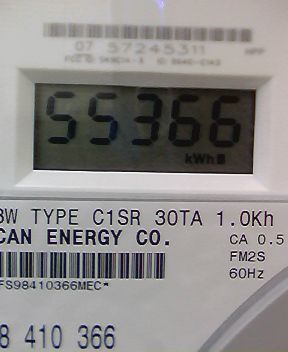 07 57245311
55366
kWh
3W TYPE C1SR 30TA 1.0Kh
CAN ENERGY CO.
CA 0.5
FM2S
60Hz
FS98410366MEC*
8 410 366